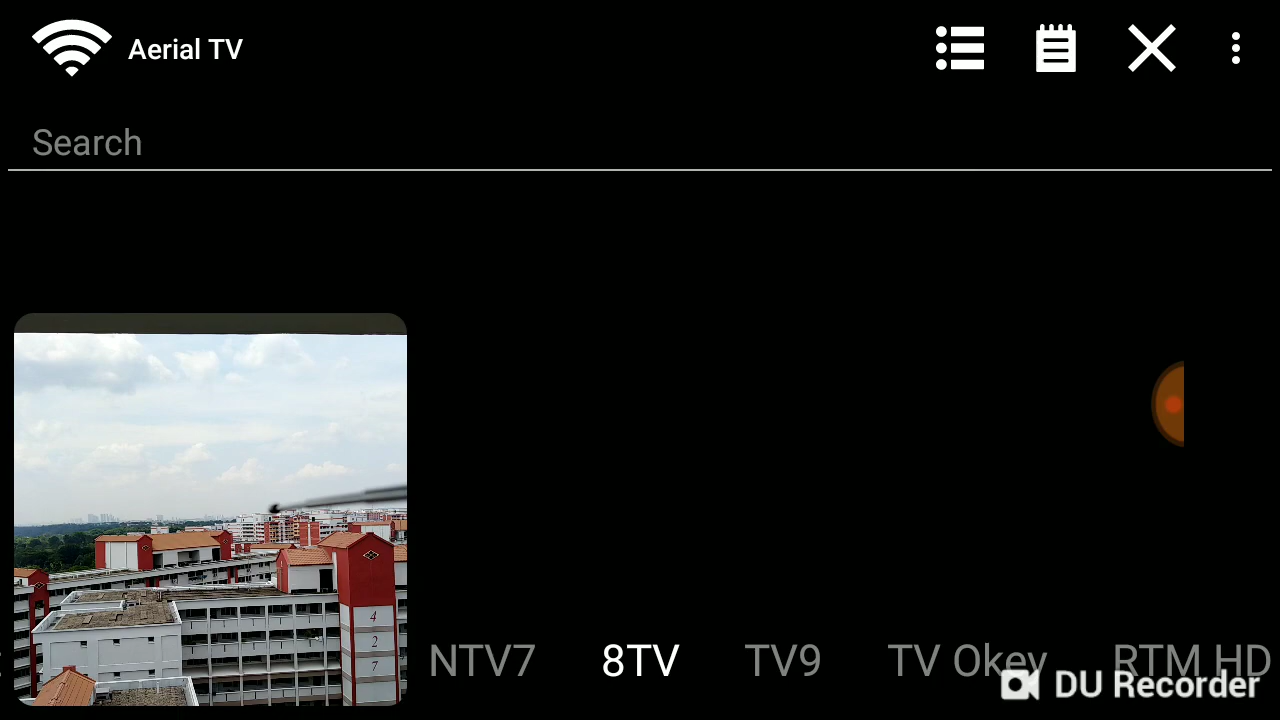 Aerial TV
Search
4
2
7
NTV7 8TV TV9 TV Okey RTM HD
DU Recorder